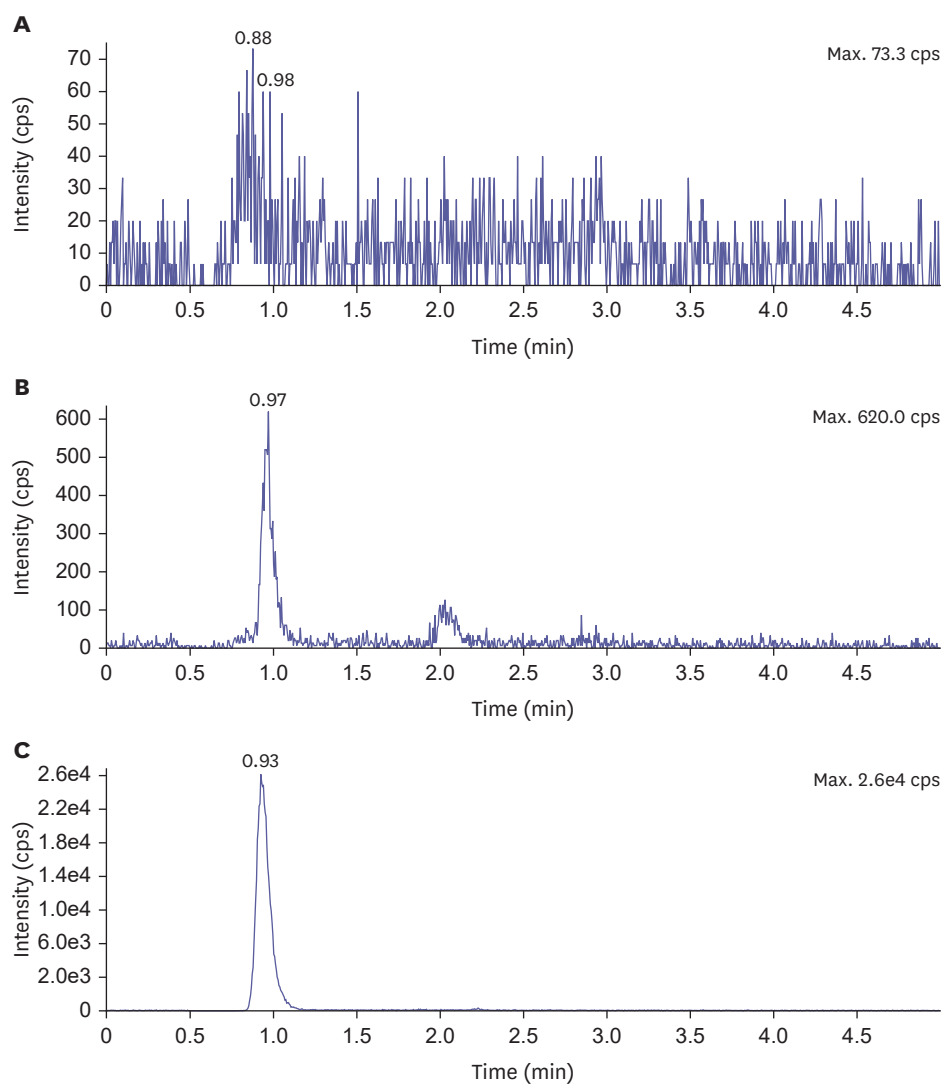 A
0.88
0.98
Max. 73.3 cps
Intensity (cps)
70
60
50
40
30
20
10
0
0 0.5 1.0 1.5 2.0 2.5 3.0 3.5 4.0 4.5
Time (min)
B
0.97
Max. 620.0 cps
Intensity (cps)
600
500
400
300
200
100
0
0 0.5 1.0 1.5 2.0 2.5 3.0 3.5 4.0 4.5
Time (min)
C
0.93
Max. 2.6e4 cps
Intensity (cps)
2.6e4
2.2e4
1.8e4
1.4e4
1.0e4
6.0e3
2.0e3
0
0 0.5 1.0 1.5 2.0 2.5 3.0 3.5 4.0 4.5
Time (min)